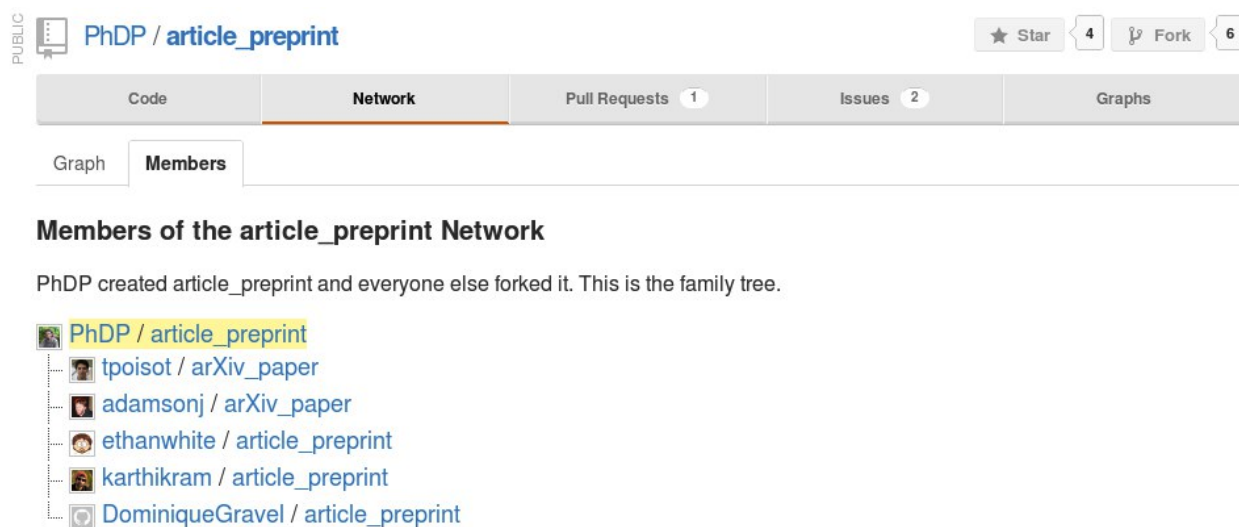 PUBLIC
PhDP / article_preprint
Star 4 Fork 6
Code Network Pull Requests 1 Issues 2 Graphs
Graph Members
Members of the article_preprint Network
PhDP created article_preprint and everyone else forked it. This is the family tree.
PhDP / article_preprint
tpoisot / arXiv_paper
adamsonj / arXiv_paper
ethanwhite / article_preprint
karthikram / article_preprint
DominiqueGravel / article_preprint